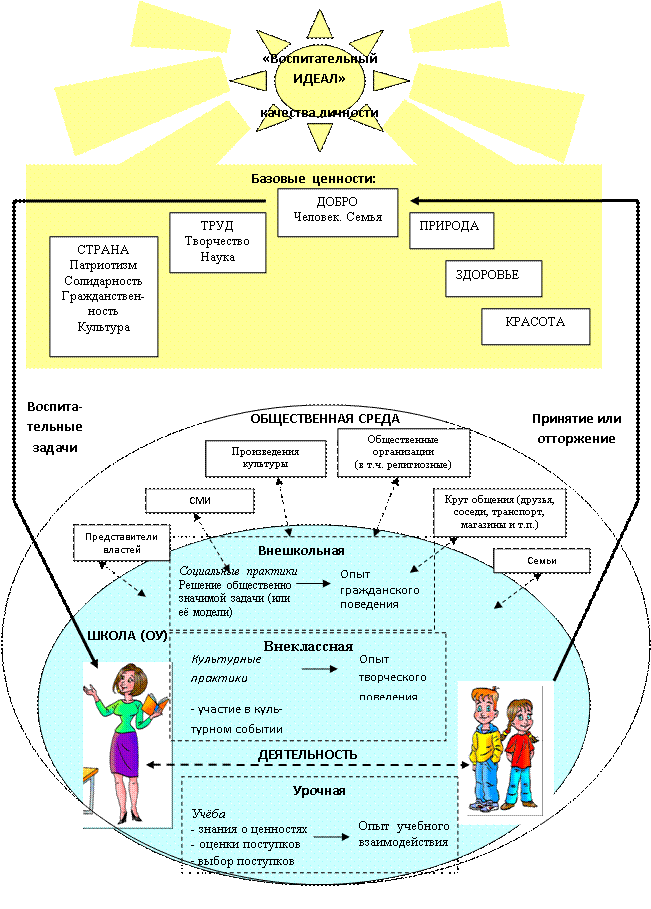 «Воспитательный
ИДЕАЛ»
качества личности
Базовые ценности:
ДОБРО
Человек. Семья
ТРУД
Творчество
Наука
ПРИРОДА
СТРАНА
Патриотизм
Солидарность
Гражданствен-
ность
Культура
ЗДОРОВЬЕ
КРАСОТА
Воспита-
тельные
задачи
Принятие или
отторжение
ОБЩЕСТВЕННАЯ СРЕДА
Произведения
культуры
Общественные
организации
(в т.ч. религиозные)
СМИ
Круг общения (друзья,
соседи, транспорт,
магазины и т.п.)
Представители
властей
Семьи
Внешкольная
Социальные практики
Решение общественно
значимой задачи (или
её модели)
Опыт
гражданского
поведения
ШКОЛА (ОУ)
Внеклассная
Культурные
практики
- участие в куль-
турном событии
Опыт
творческого
поведения
ДЕЯТЕЛЬНОСТЬ
Урочная
Учёба
- знания о ценностях
- оценки поступков
- выбор поступков
Опыт учебного
взаимодействия